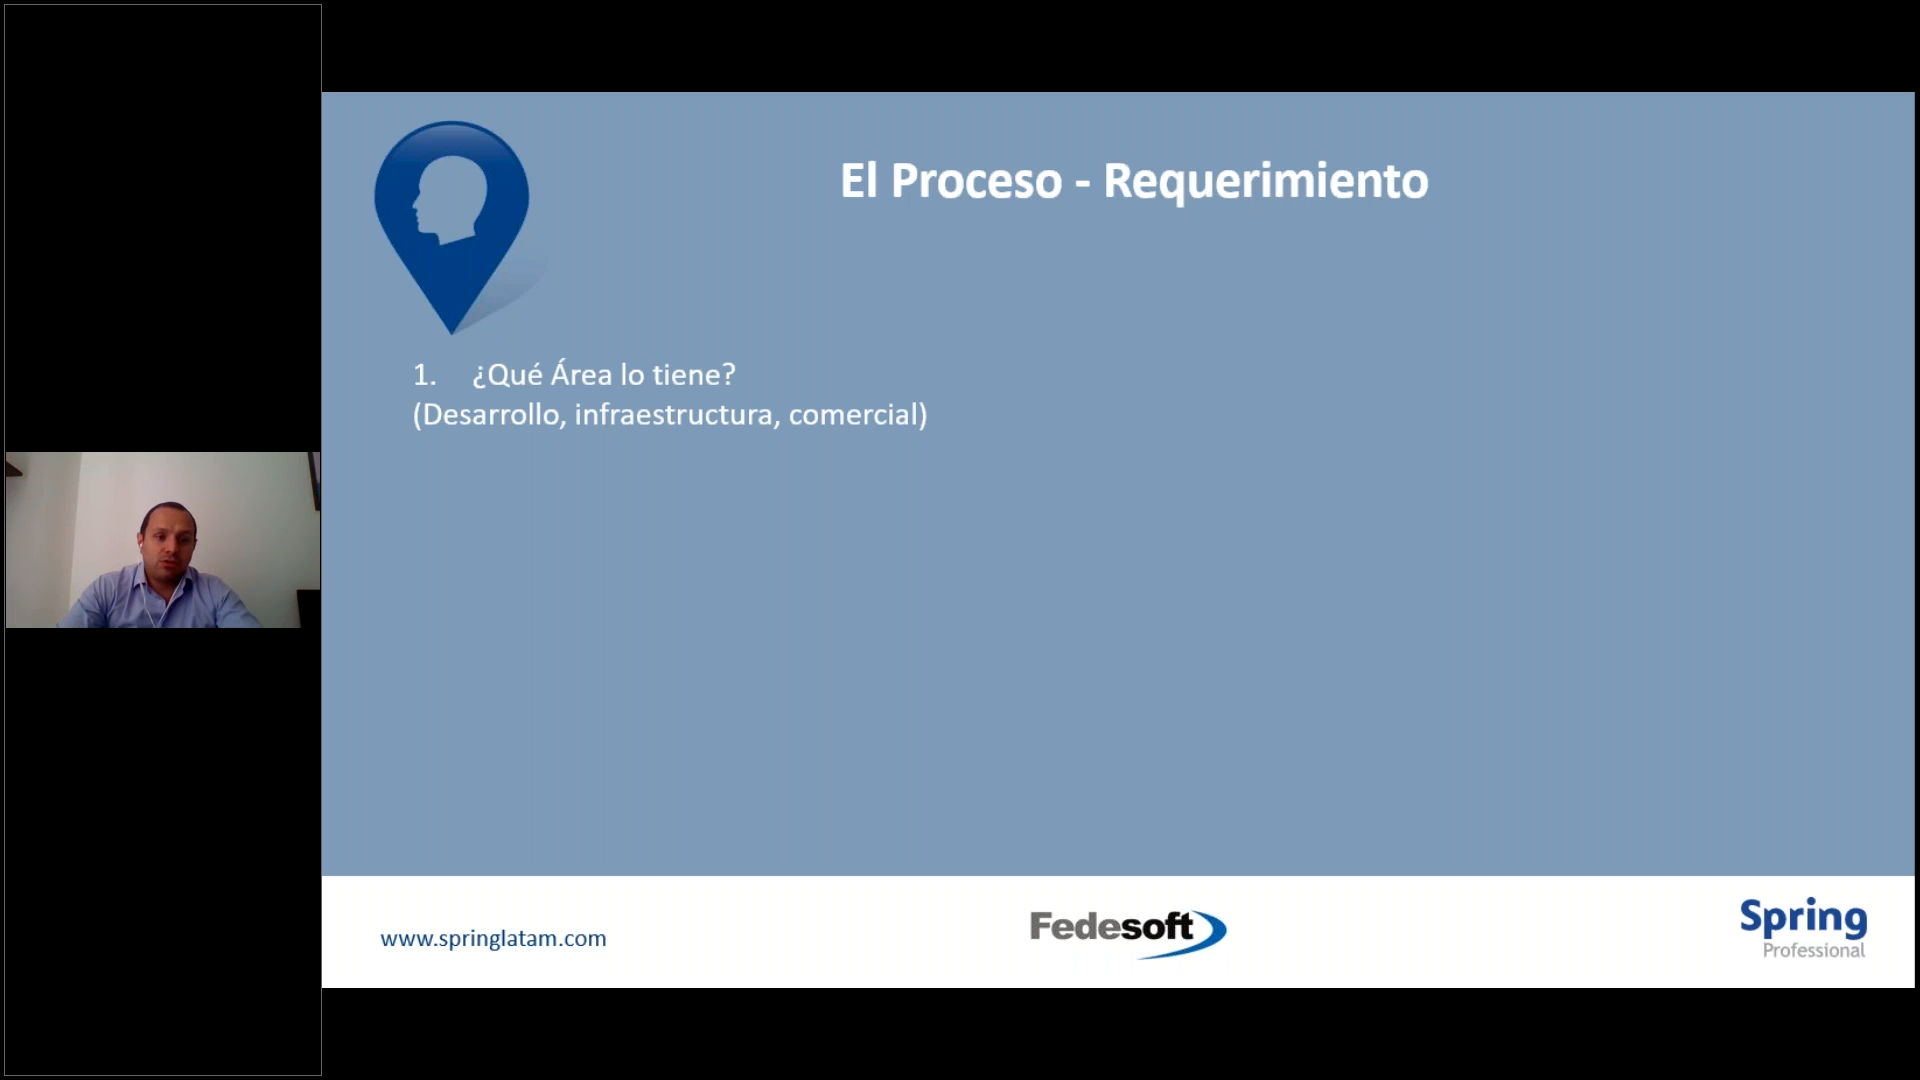 El Proceso - Requerimiento
1. ¿Qué Área lo tiene?
(Desarrollo, infraestructura, comercial)
www.springlatam.com
Fedesoft
Spring
Professional